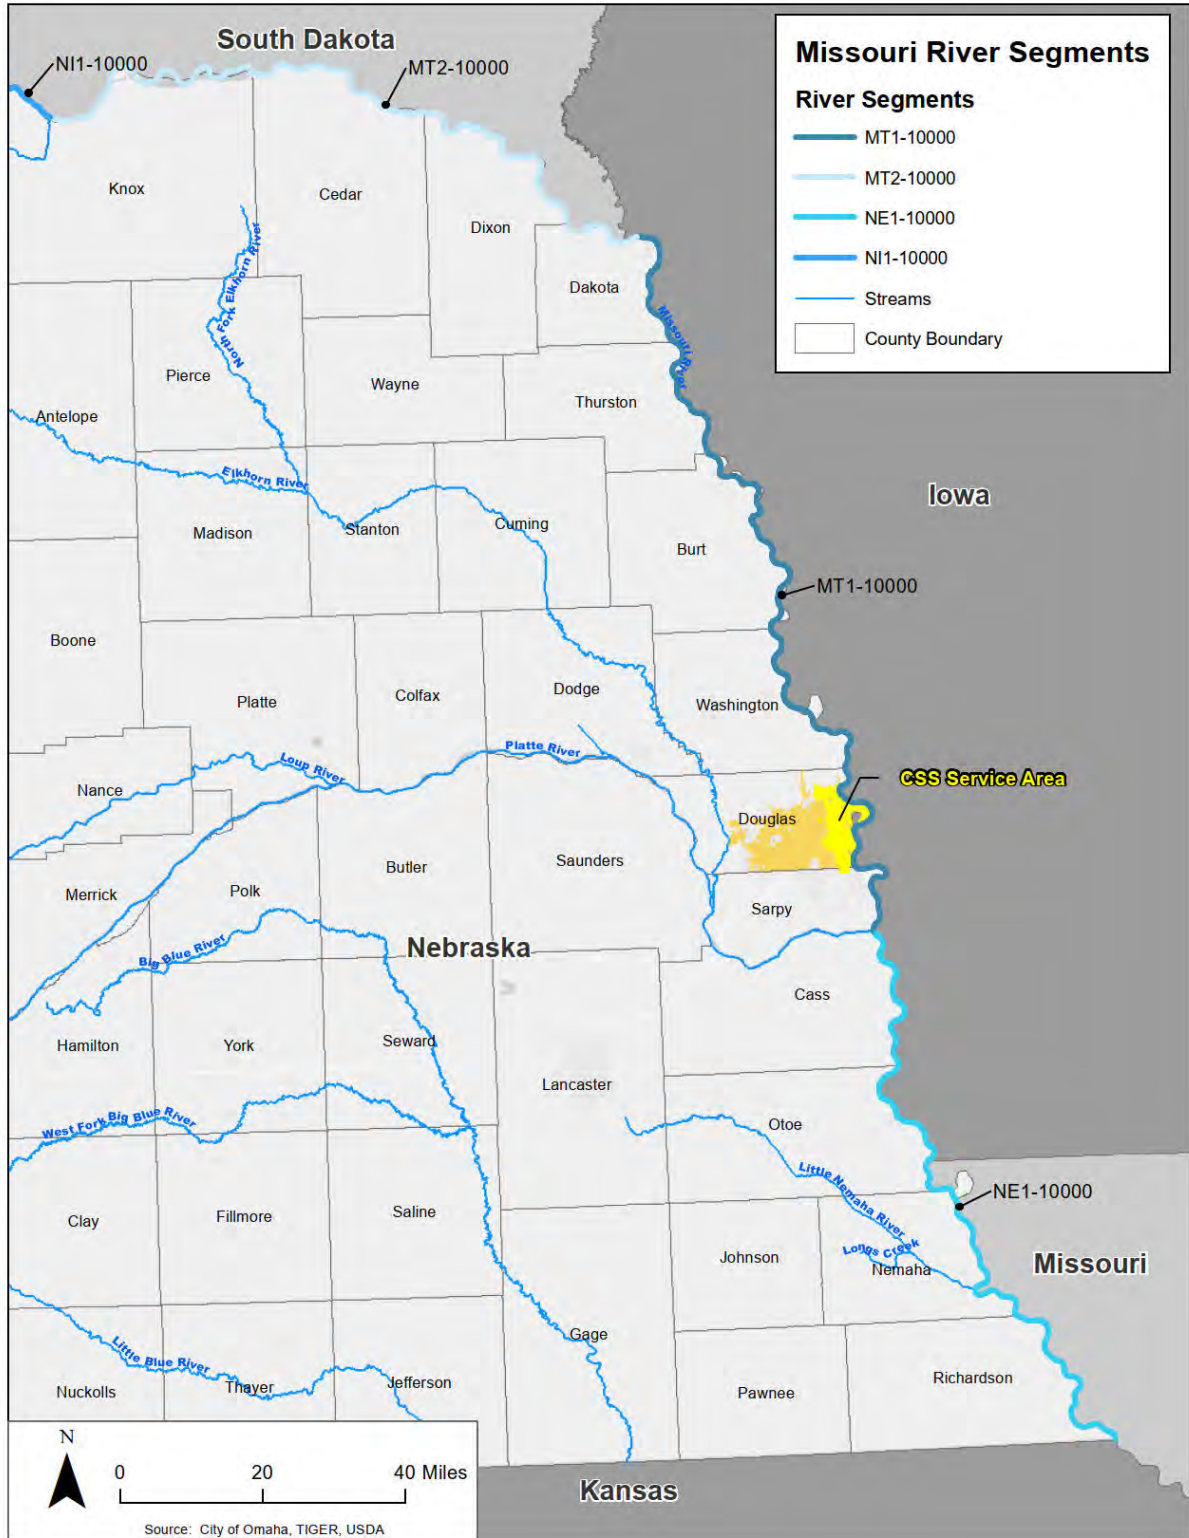 South Dakota
NI1-10000
MT2-10000
Missouri River Segments
River Segments
MT1-10000
MT2-10000
NE1-10000
NI1-10000
Streams
County Boundary
Knox
Cedar
Dixon
Dakota
North Fork Elkhorn River
Missouri River
Pierce
Wayne
Thurston
Antelope
Elkhorn River
Iowa
Madison
Stanton
Cuming
Burt
MT1-10000
Boone
Platte
Colfax
Dodge
Washington
Loup River
Platte River
Nance
CSS Service Area
Douglas
Merrick
Polk
Butler
Saunders
Sarpy
Big Blue River
Nebraska
Cass
Hamilton
York
Seward
Lancaster
West Fork Big Blue River
Otoe
Little Nemaha River
NE1-10000
Clay
Fillmore
Saline
Longs Creek
Johnson
Nemaha
Missouri
Gage
Little Blue River
Nuckolls
Thayer
Jefferson
Pawnee
Richardson
N
0 20 40 Miles
Kansas
Source: City of Omaha, TIGER, USDA